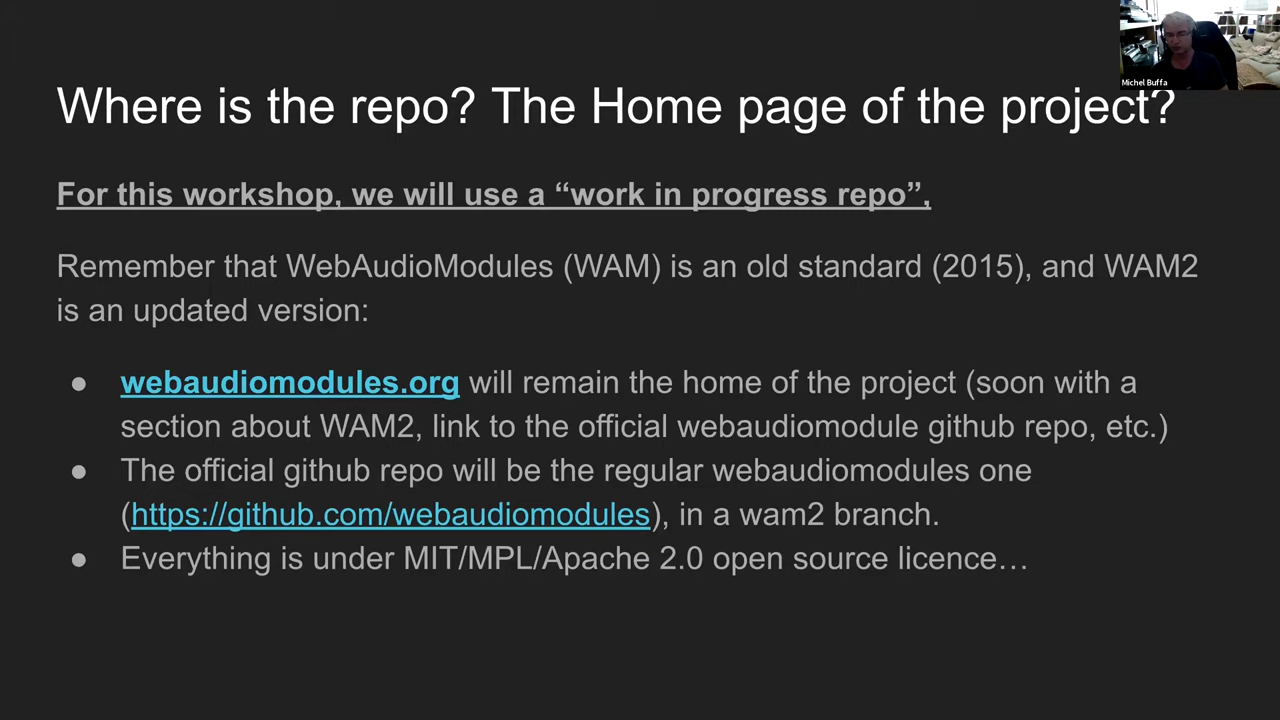 Michel Buffa
Where is the repo? The Home page of the project?
For this workshop, we will use a “work in progress repo”,
Remember that WebAudioModules (WAM) is an old standard (2015), and WAM2
is an updated version:
● webaudiomodules.org will remain the home of the project (soon with a
section about WAM2, link to the official webaudiomodule github repo, etc.)
● The official github repo will be the regular webaudiomodules one
(https://github.com/webaudiomodules), in a wam2 branch.
● Everything is under MIT/MPL/Apache 2.0 open source licence…